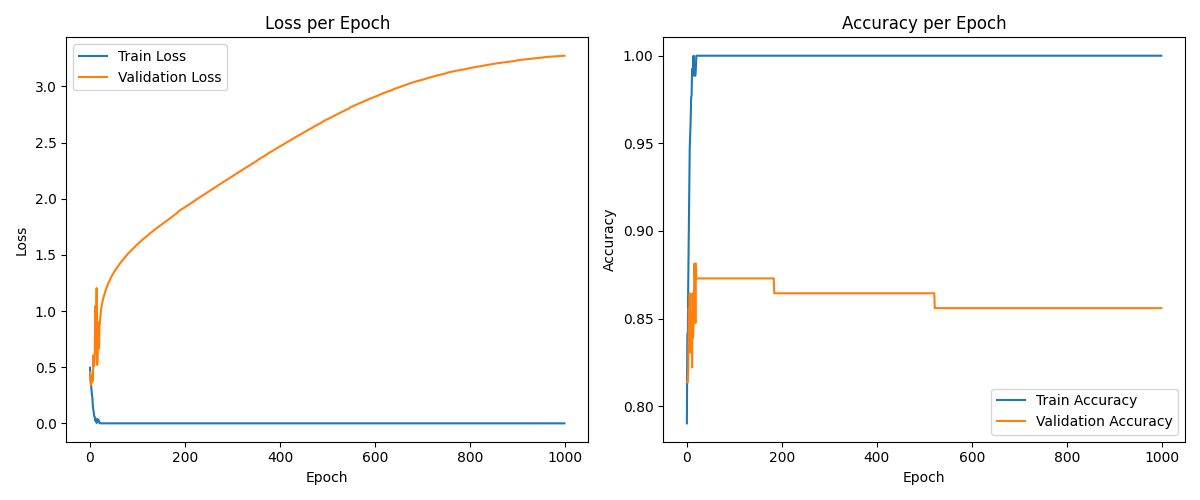 Loss per Epoch
Train Loss
Validation Loss
3.0
2.5
2.0
1.5
1.0
0.5
0.0
Loss
0
200
400
600
800
1000
Epoch
Accuracy per Epoch
1.00
0.95
0.90
0.85
0.80
Accuracy
Train Accuracy
Validation Accuracy
0
200
400
600
800
1000
Epoch